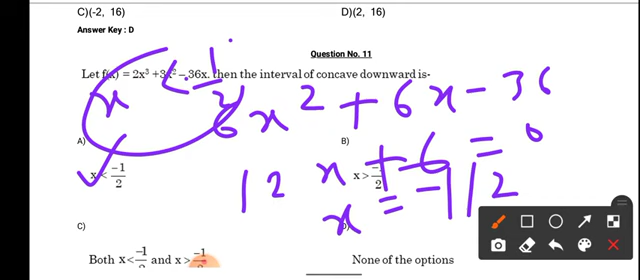 C)(-2, 16) D)(2, 16)
Answer Key : D
Question No. 11
Let f(x) = 2x³ +3x² - 36x. then the interval of concave downward is-
x < -1/2
6x² + 6x - 36
A) B)
x < -1/2 x > -1/2
12x + 6 = 0
x = -1/2
C)
Both x< -1/2 and x> -1/2 None of the options